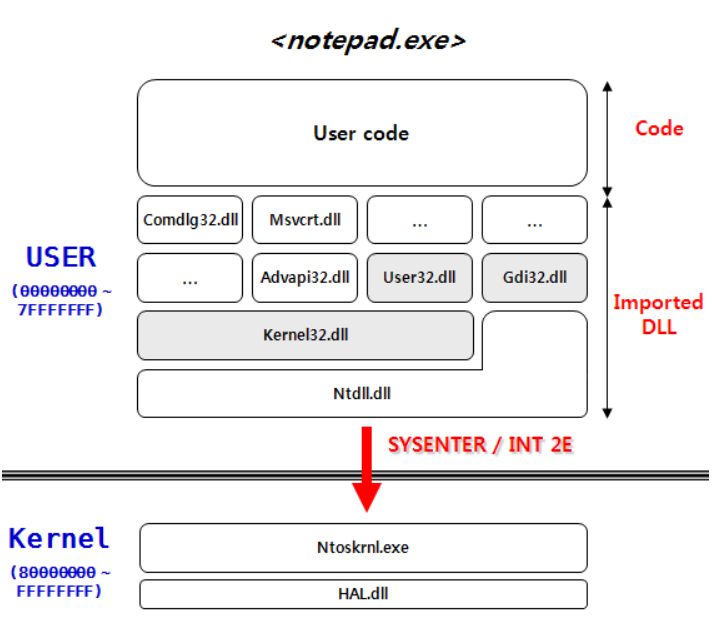 <notepad.exe>
User code
Code
Comdlg32.dll
Msvcrt.dll
...
...
USER
(00000000 ~
7FFFFFFF)
...
Advapi32.dll
User32.dll
Gdi32.dll
Imported
DLL
Kernel32.dll
Ntdll.dll
SYSENTER / INT 2E
Kernel
(80000000 ~
FFFFFFFF)
Ntoskrnl.exe
HAL.dll